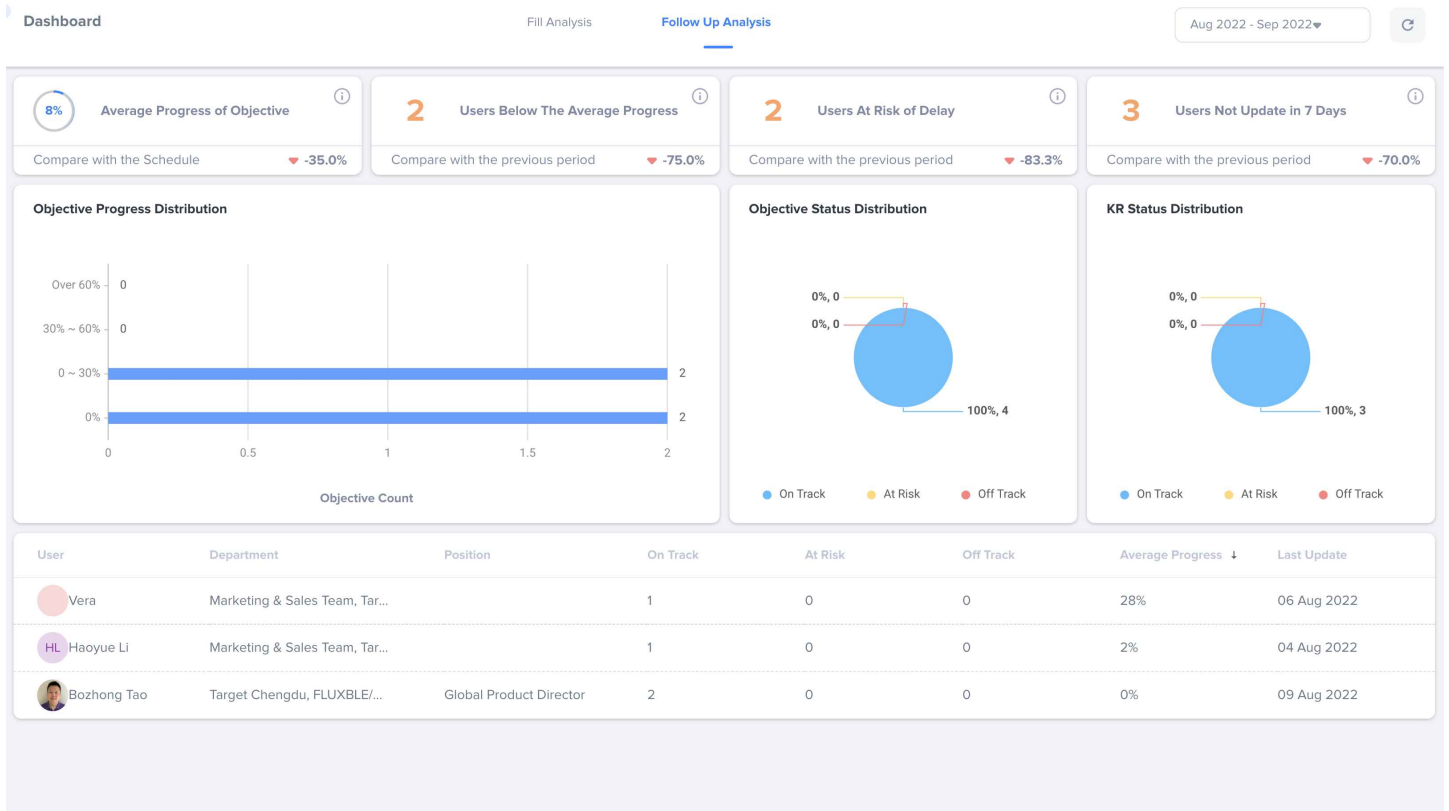 Dashboard
Fill Analysis
Follow Up Analysis
Aug 2022 - Sep 2022
8%
Average Progress of Objective
Compare with the Schedule
-35.0%
2
Users Below The Average Progress
Compare with the previous period
-75.0%
2
Users At Risk of Delay
Compare with the previous period
-83.3%
3
Users Not Update in 7 Days
Compare with the previous period
-70.0%
Objective Progress Distribution
Over 60% 0
30% ~ 60% 0
0 ~ 30% 2
0% 2
0 0.5 1 1.5 2
Objective Count
Objective Status Distribution
0%, 0
0%, 0
100%, 4
On Track At Risk Off Track
KR Status Distribution
0%, 0
0%, 0
100%, 3
On Track At Risk Off Track
User Department Position On Track At Risk Off Track Average Progress ↓ Last Update
Vera Marketing & Sales Team, Tar... 1 0 0 28% 06 Aug 2022
HL Haoyue Li Marketing & Sales Team, Tar... 1 0 0 2% 04 Aug 2022
Bozhong Tao Target Chengdu, FLUXBLE/... Global Product Director 2 0 0 0% 09 Aug 2022